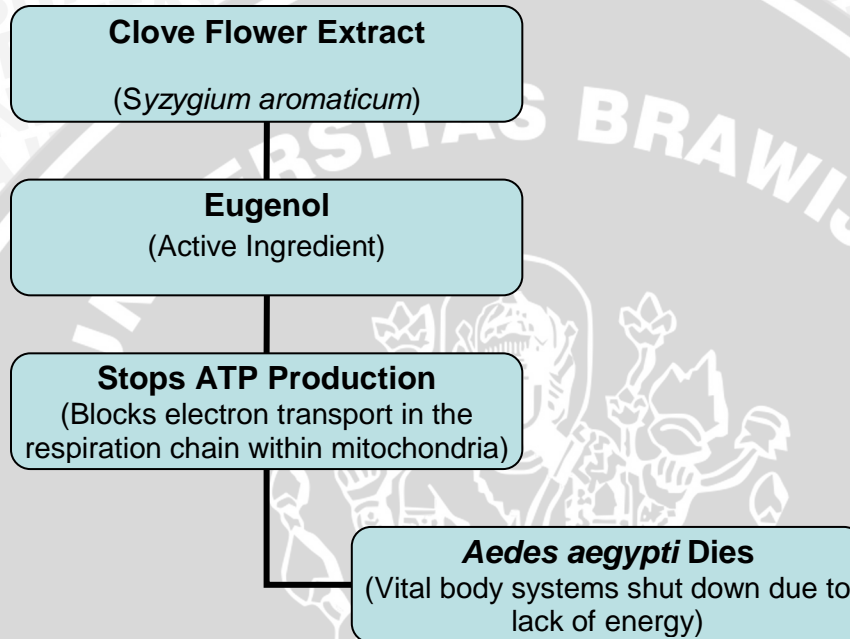 Clove Flower Extract
(Syzygium aromaticum)
Eugenol
(Active Ingredient)
Stops ATP Production
(Blocks electron transport in the
respiration chain within mitochondria)
Aedes aegypti Dies
(Vital body systems shut down due to
lack of energy)